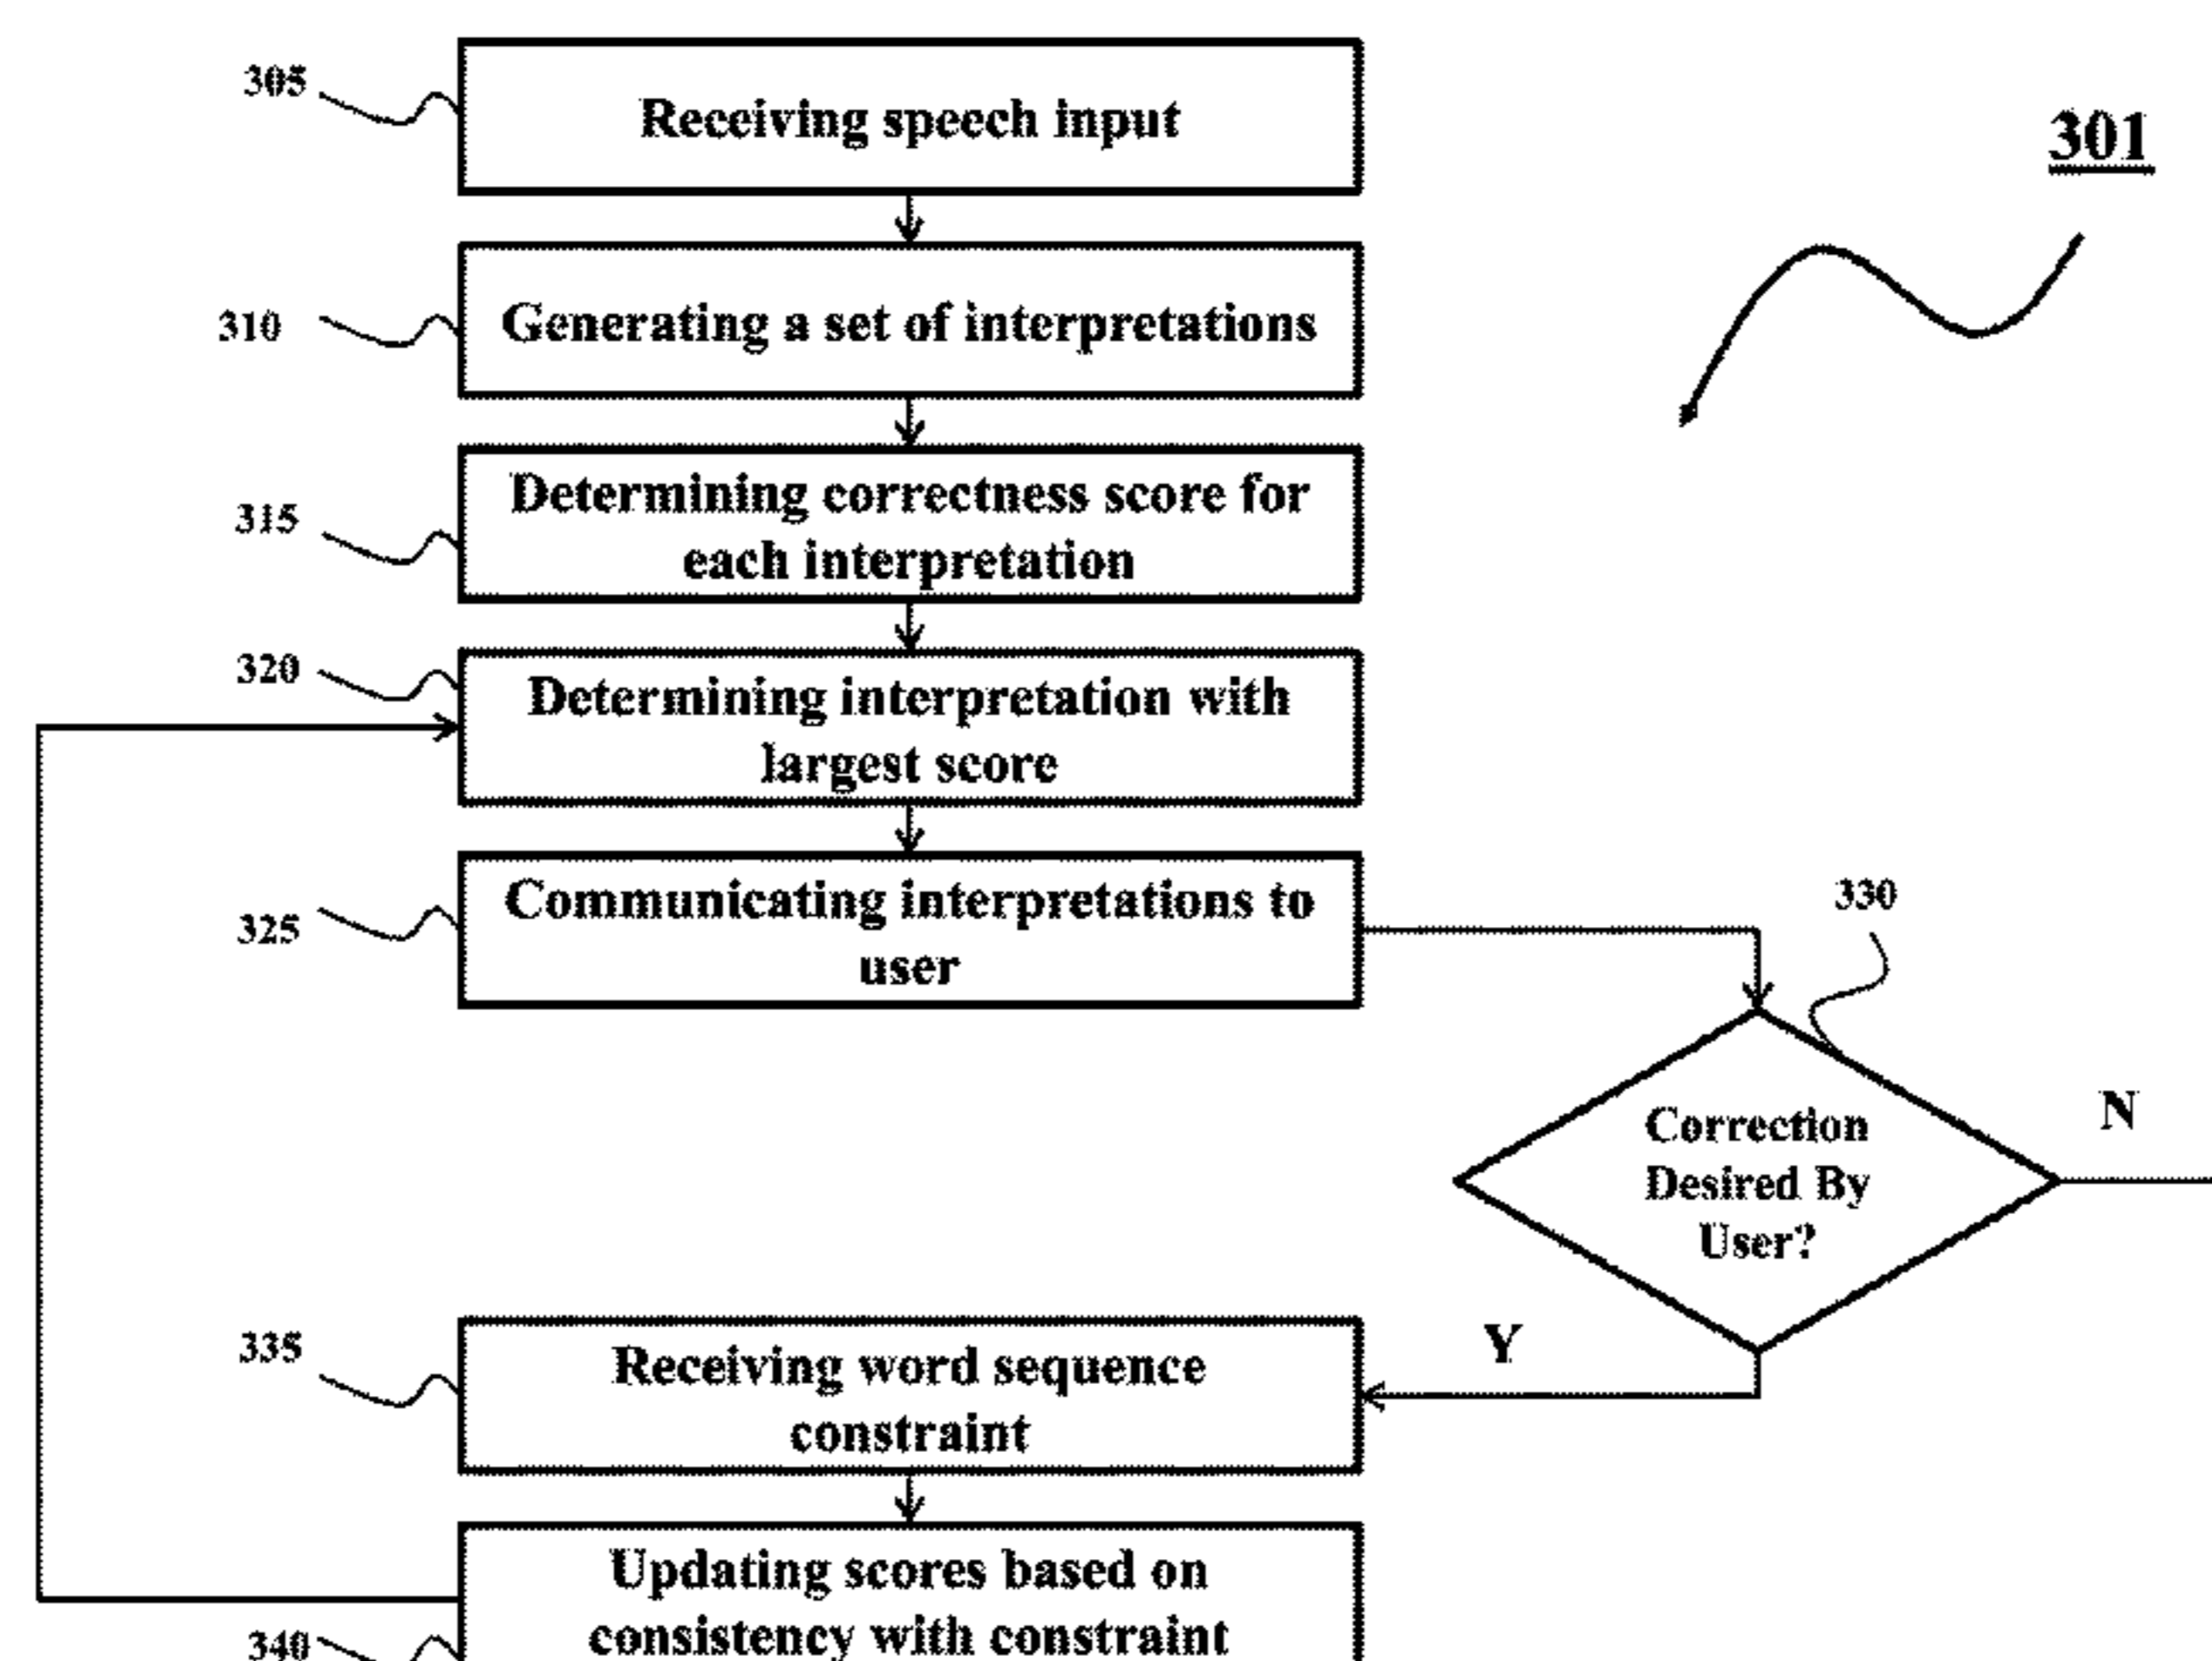 305
Receiving speech input
301
310
Generating a set of interpretations
315
Determining correctness score for
each interpretation
320
Determining interpretation with
largest score
325
Communicating interpretations to
user
330
Correction
Desired By
User?
N
Y
335
Receiving word sequence
constraint
Updating scores based on
consistency with constraint
340